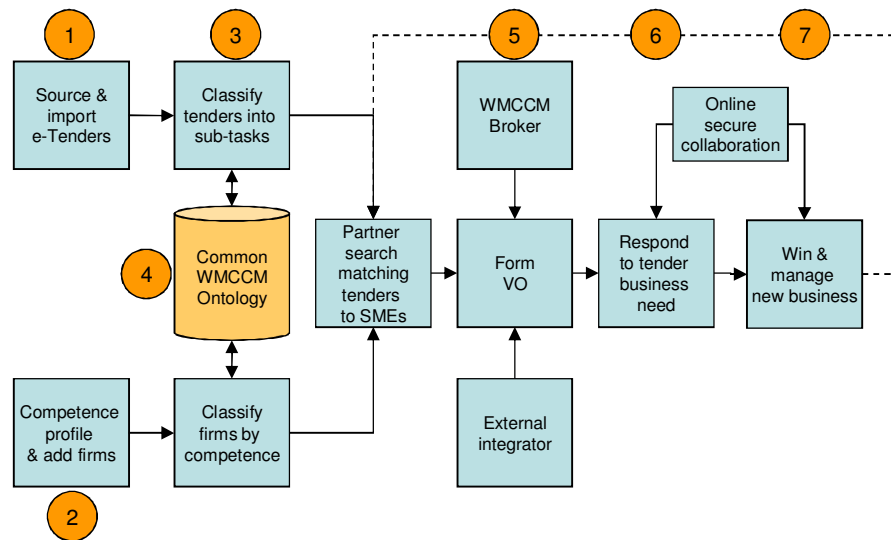 1
3
5
6
7
Source &
import
e-Tenders
Classify
tenders into
sub-tasks
WMCCM
Broker
Online
secure
collaboration
4
Common
WMCCM
Ontology
Partner
search
matching
tenders
to SMEs
Form
VO
Respond
to tender
business
need
Win &
manage
new business
Competence
profile
& add firms
Classify
firms by
competence
External
integrator
2